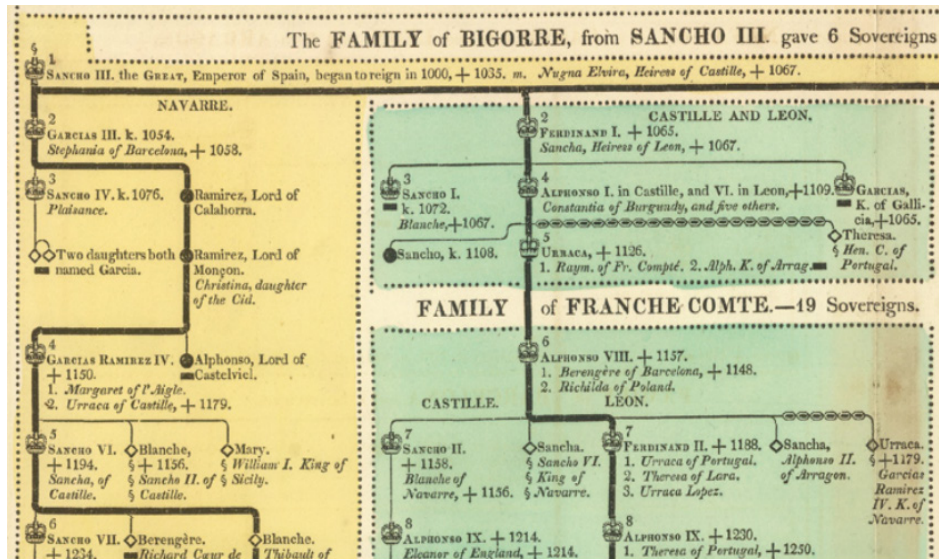 The FAMILY of BIGORRE, from SANCHO III. gave 6 Sovereigns
1
SANCHO III. the GREAT, Emperor of Spain, began to reign in 1000, + 1035. m. Nugna Elvira, Heiress of Castille, + 1067.
NAVARRE.
2
GARCIAS III. k. 1054.
Stephania of Barcelona, + 1058.
3
SANCHO IV. k. 1076.
Plaisance.
Ramirez, Lord of
Calahorra.
Two daughters both
named Garcia.
Ramirez, Lord of
Monçon.
Christina, daughter
of the Cid.
4
GARCIAS RAMIREZ IV.
+ 1150.
1. Margaret of l'Aigle.
2. Urraca of Castille, + 1179.
Alphonso, Lord of
Castelviel.
5
SANCHO VI.
+ 1194.
Sancha, of
Castille.
Blanche,
§ + 1156.
§ Sancho II. of
§ Castille.
Mary.
§ William I. King of
§ Sicily.
6
SANCHO VII.
+ 1234.
Berengère.
Richard Cœur de
Blanche.
Thibault of
CASTILLE AND LEON.
2
FERDINAND I. + 1065.
Sancha, Heiress of Leon, + 1067.
3
SANCHO I.
k. 1072.
Blanche, + 1067.
4
ALPHONSO I. in Castille, and VI. in Leon, + 1109.
Constantia of Burgundy, and five others.
GARCIAS,
K. of Galli-
cia, + 1065.
Sancho, k. 1108.
5
URRACA, + 1126.
1. Raym. of Fr. Compté. 2. Alph. K. of Arrag.
Theresa.
§ Hen. C. of
Portugal.
FAMILY of FRANCHE COMTE.—19 Sovereigns.
6
ALPHONSO VIII. + 1157.
1. Berengère of Barcelona, + 1148.
2. Richilda of Poland.
CASTILLE.
LEON.
7
SANCHO II.
+ 1158.
Blanche of
Navarre, + 1156.
Sancha.
§ Sancho VI.
§ King of
§ Navarre.
7
FERDINAND II. + 1188.
1. Urraca of Portugal.
2. Theresa of Lara.
3. Urraca Lopez.
Sancha,
Alphonso II.
of Arragon.
Urraca.
§ + 1179.
Garcias
Ramirez
IV. K. of
Navarre.
8
ALPHONSO IX. + 1214.
Eleanor of England, + 1214.
8
ALPHONSO IX. + 1230.
1. Theresa of Portugal, + 1250.